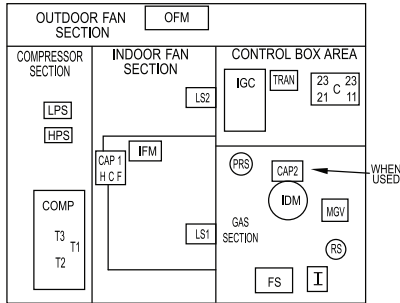 OUTDOOR FAN
SECTION
OFM
COMPRESSOR
SECTION
LPS
HPS
COMP
T3
T1
T2
INDOOR FAN
SECTION
LS2
IFM
CAP 1
H C F
LS1
CONTROL BOX AREA
IGC
TRAN
23 C 23
21 11
PRS
CAP2
WHEN
USED
IDM
MGV
GAS
SECTION
RS
FS
I